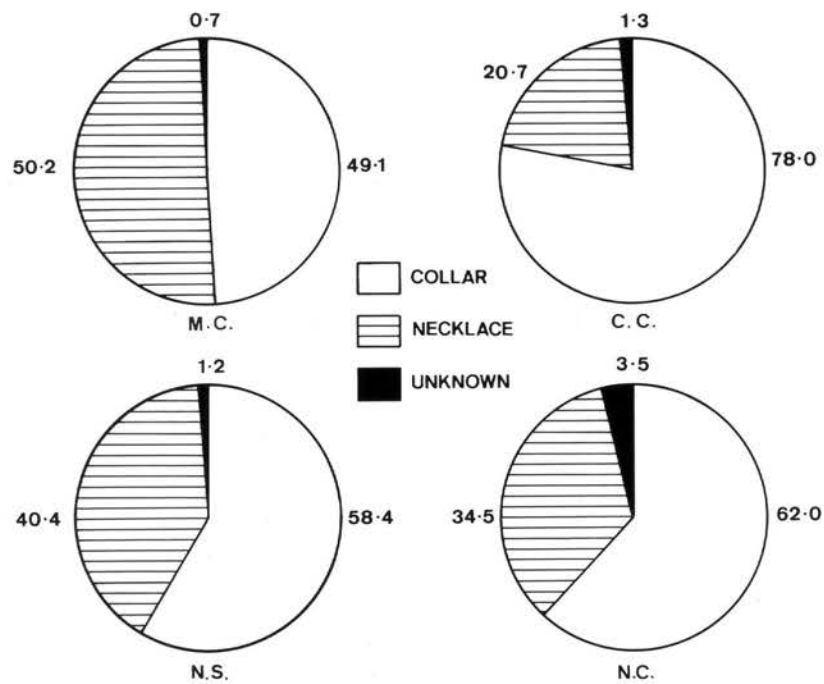 0·7
50·2
49·1
M.C.
1·3
20·7
78·0
C.C.
COLLAR
NECKLACE
UNKNOWN
1·2
40·4
58·4
N.S.
3·5
34·5
62·0
N.C.